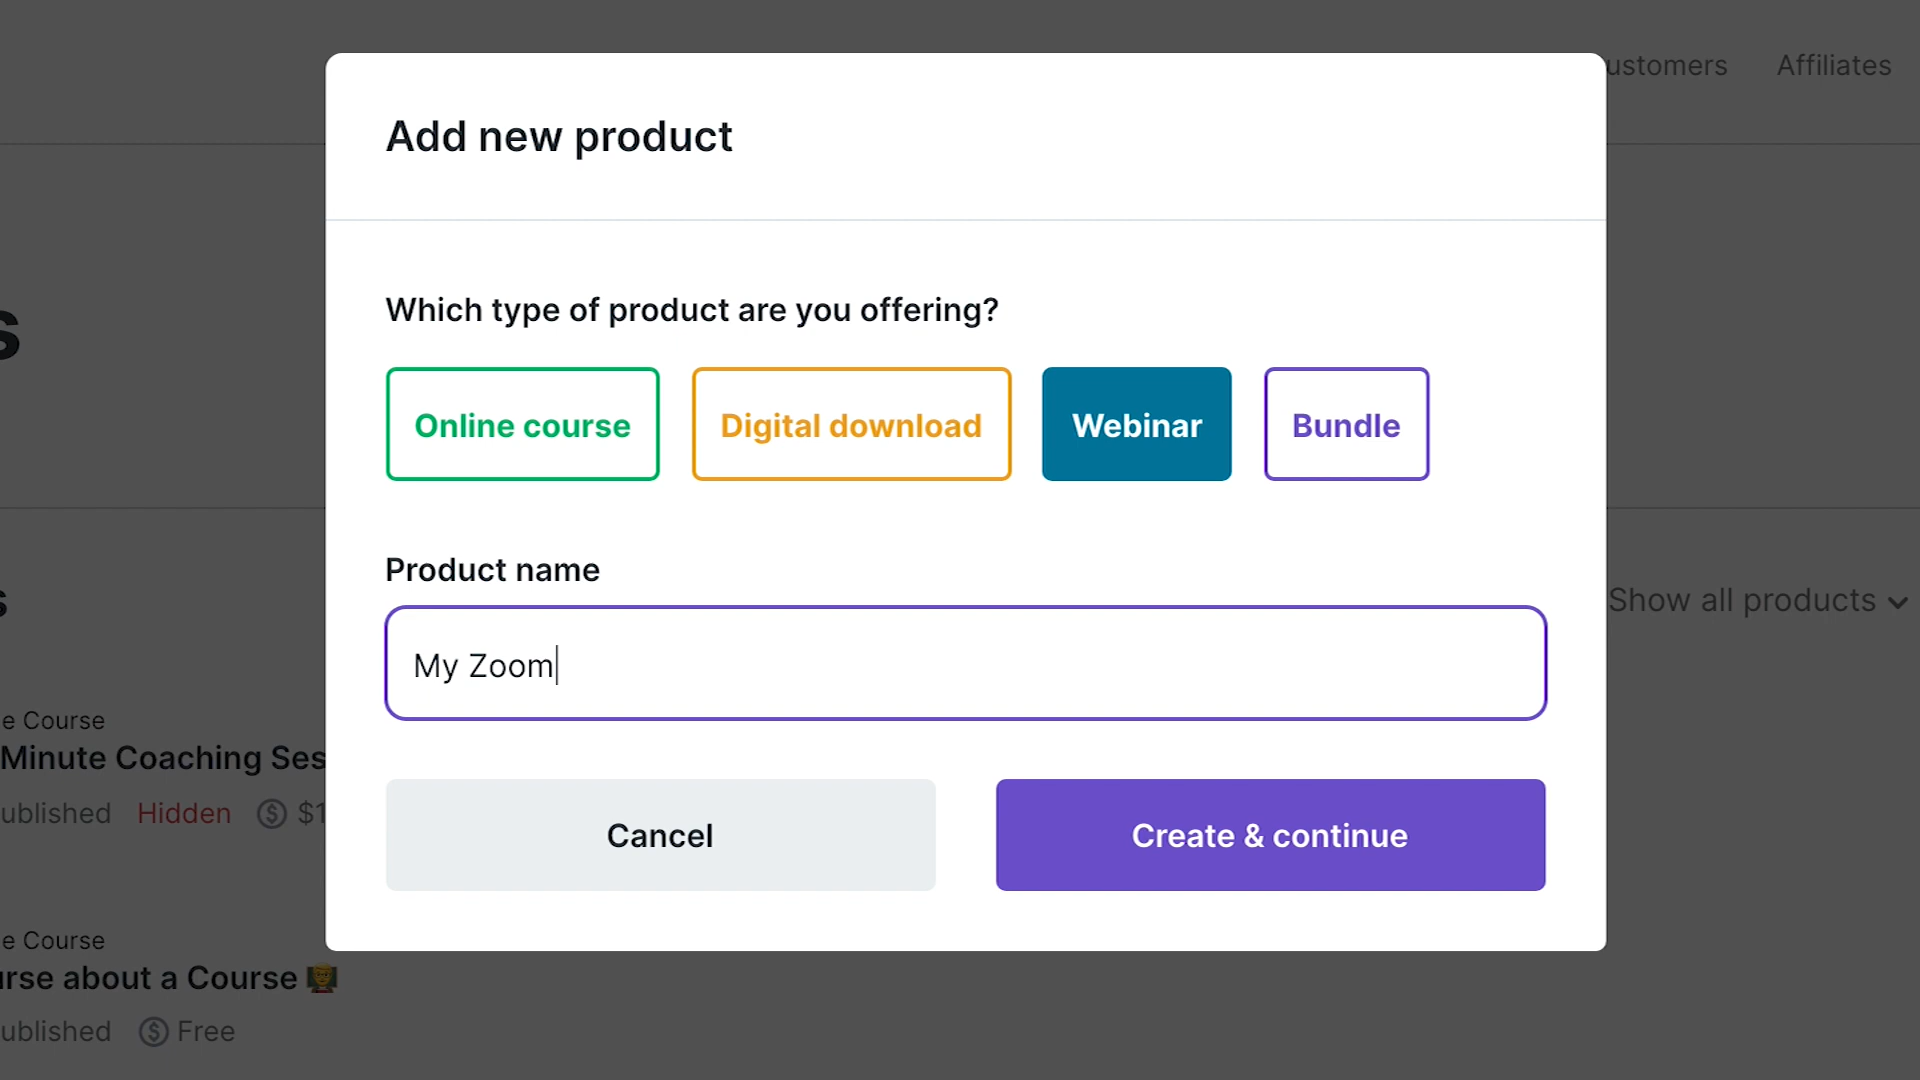 ustomers Affiliates
Add new product
s
Which type of product are you offering?
Online course Digital download Webinar Bundle
Product name
s
Show all products
My Zoom
e Course
Minute Coaching Ses
ublished Hidden $1
Cancel Create & continue
e Course
urse about a Course
ublished Free